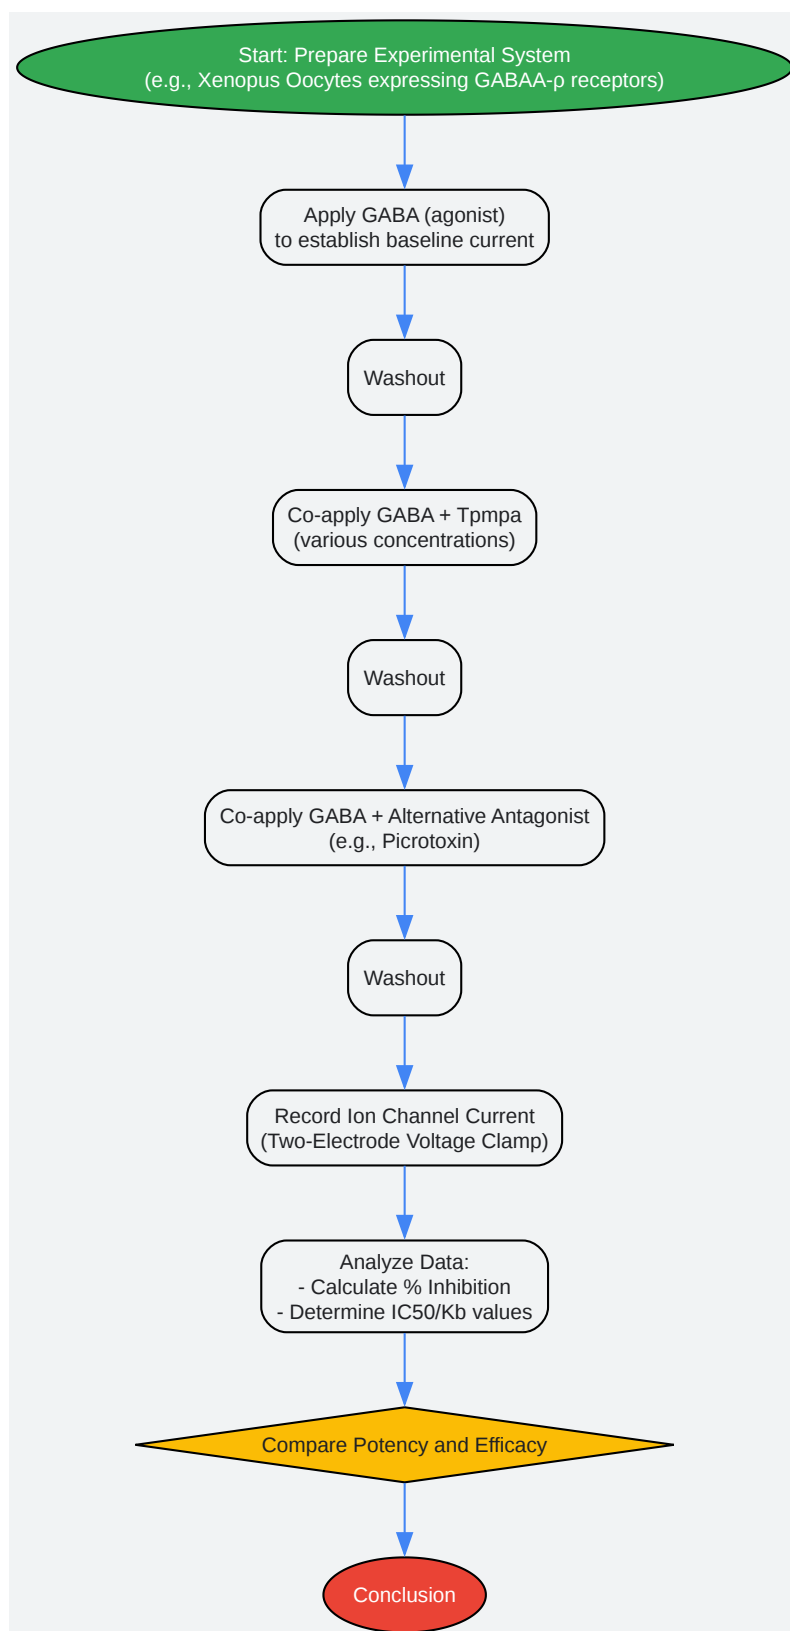 Start: Prepare Experimental System
(e.g., Xenopus Oocytes expressing GABAA-ρ receptors)
Apply GABA (agonist)
to establish baseline current
Washout
Co-apply GABA + Tpmpa
(various concentrations)
Washout
Co-apply GABA + Alternative Antagonist
(e.g., Picrotoxin)
Washout
Record Ion Channel Current
(Two-Electrode Voltage Clamp)
Analyze Data:
- Calculate % Inhibition
- Determine IC50/Kb values
Compare Potency and Efficacy
Conclusion